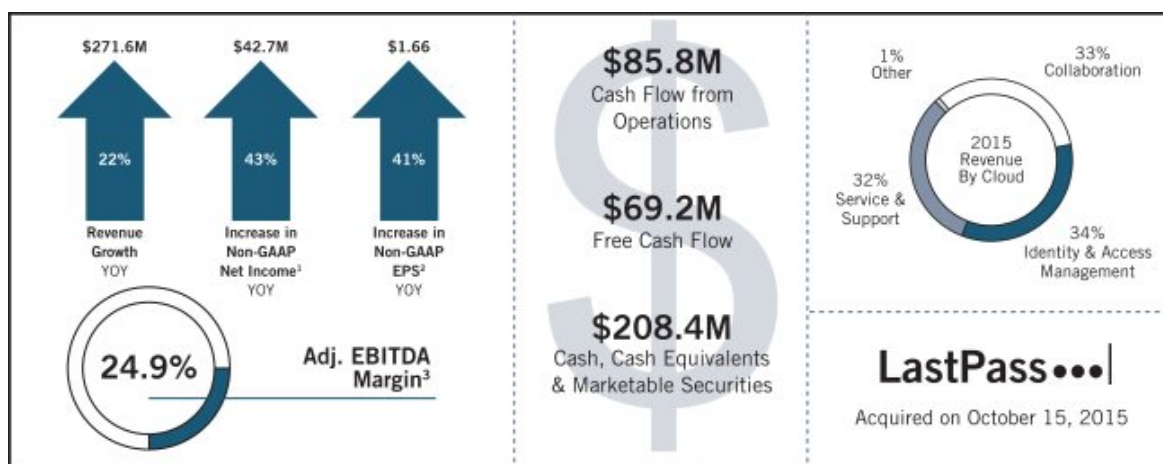 $271.6M
22%
Revenue
Growth
YOY
$42.7M
43%
Increase in
Non-GAAP
Net Income¹
YOY
$1.66
41%
Increase in
Non-GAAP
EPS²
YOY
24.9%
Adj. EBITDA
Margin³
$85.8M
Cash Flow from
Operations
$69.2M
Free Cash Flow
$208.4M
Cash, Cash Equivalents
& Marketable Securities
1%
Other
33%
Collaboration
2015
Revenue
By Cloud
32%
Service &
Support
34%
Identity & Access
Management
LastPass•••|
Acquired on October 15, 2015